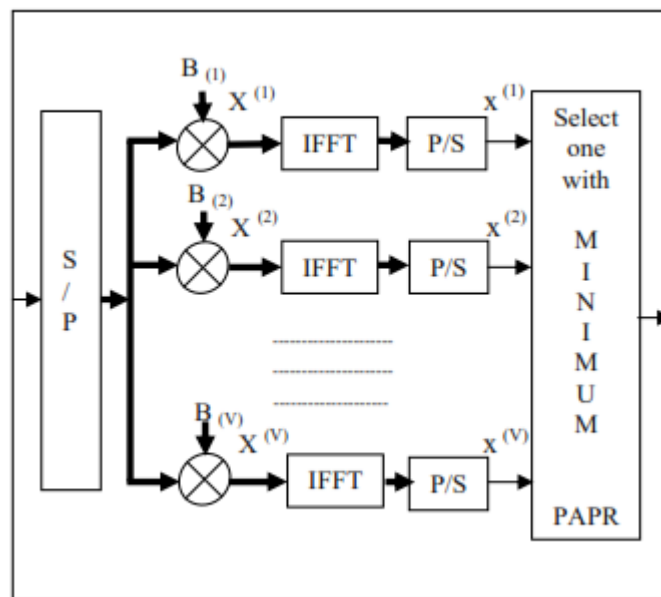 B (1)
X (1)
x (1)
IFFT
P/S
B (2)
X (2)
x (2)
IFFT
P/S
B (V)
X (V)
x (V)
IFFT
P/S
S
/
P
Select
one
with
M
I
N
I
M
U
M
PAPR